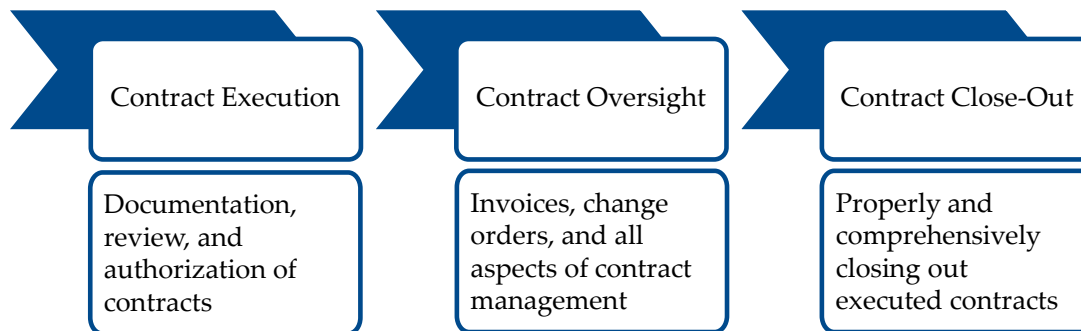 Contract Execution
Contract Oversight
Contract Close-Out
Documentation,
review, and
authorization of
contracts
Invoices, change
orders, and all
aspects of contract
management
Properly and
comprehensively
closing out
executed contracts